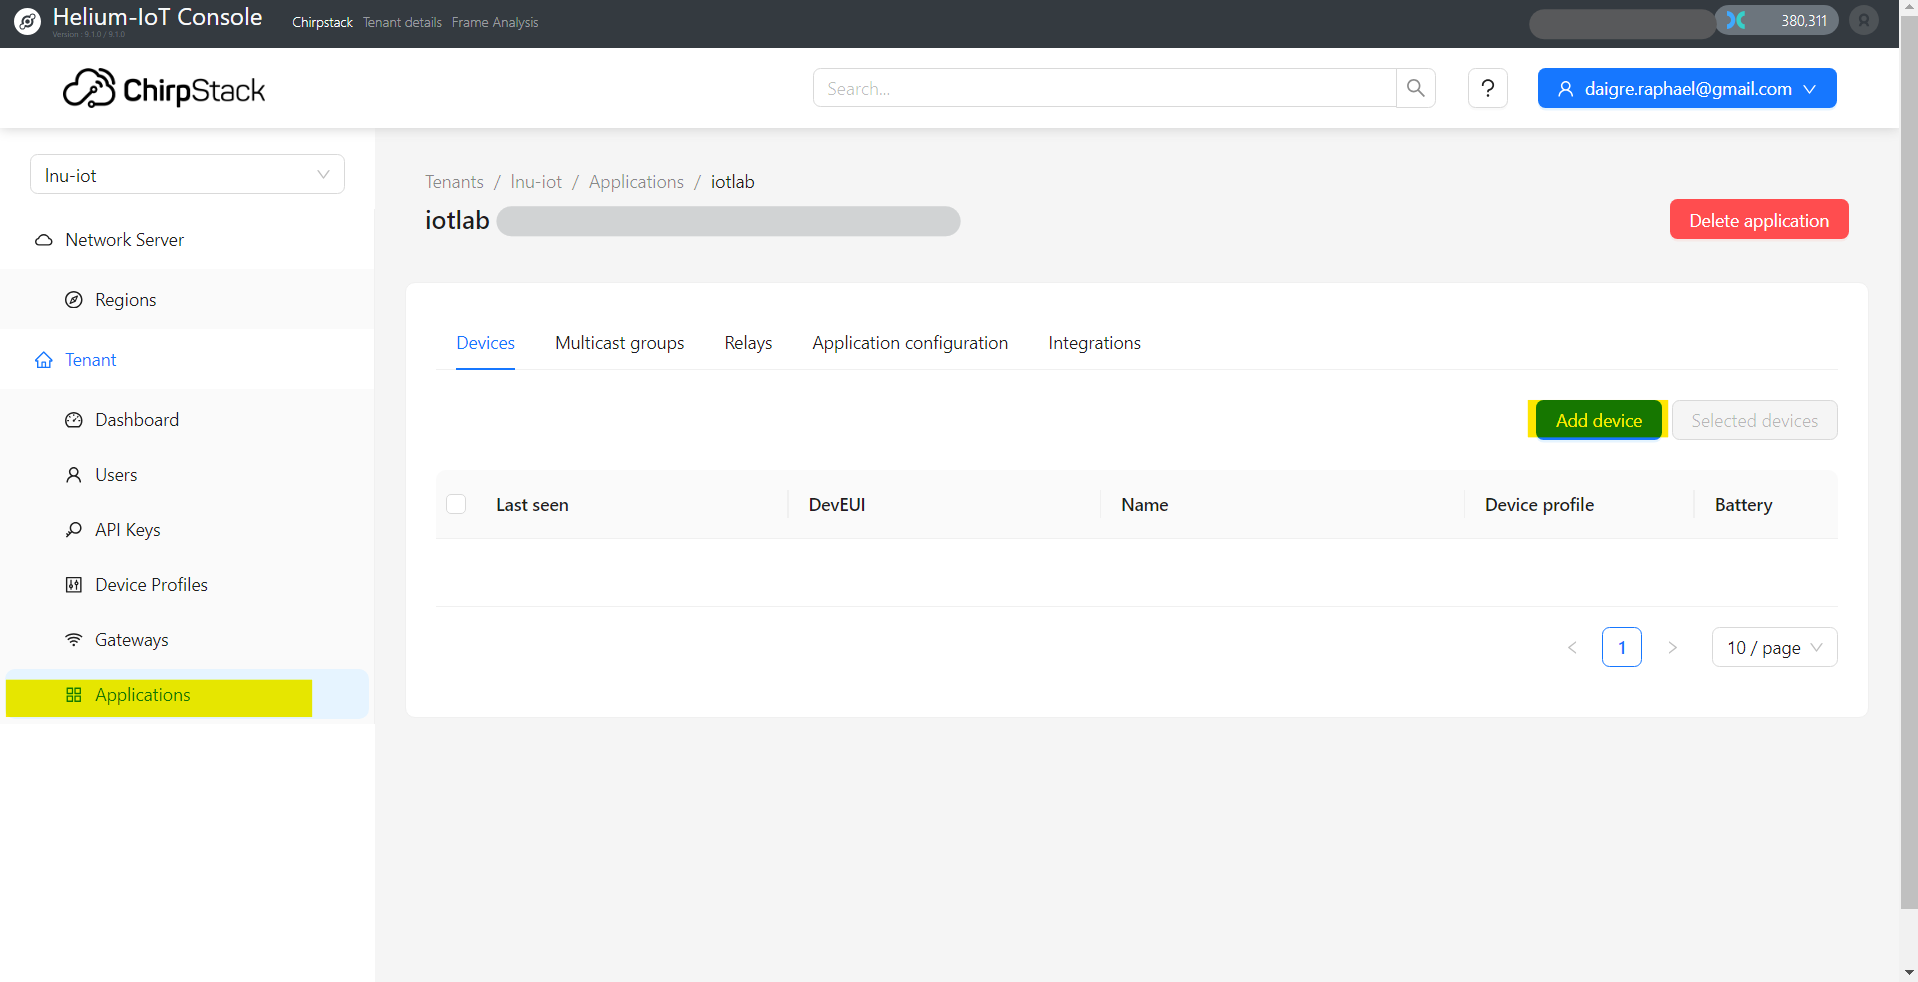 Helium-IoT Console
Version : 9.1.0 / 9.1.0
Chirpstack Tenant details Frame Analysis
380,311
ChirpStack
Search...
?
daigre.raphael@gmail.com
Inu-iot
Network Server
Regions
Tenant
Dashboard
Users
API Keys
Device Profiles
Gateways
Applications
Tenants / Inu-iot / Applications / iotlab
iotlab
Delete application
Devices Multicast groups Relays Application configuration Integrations
Add device Selected devices
Last seen DevEUI Name Device profile Battery
< 1 > 10 / page